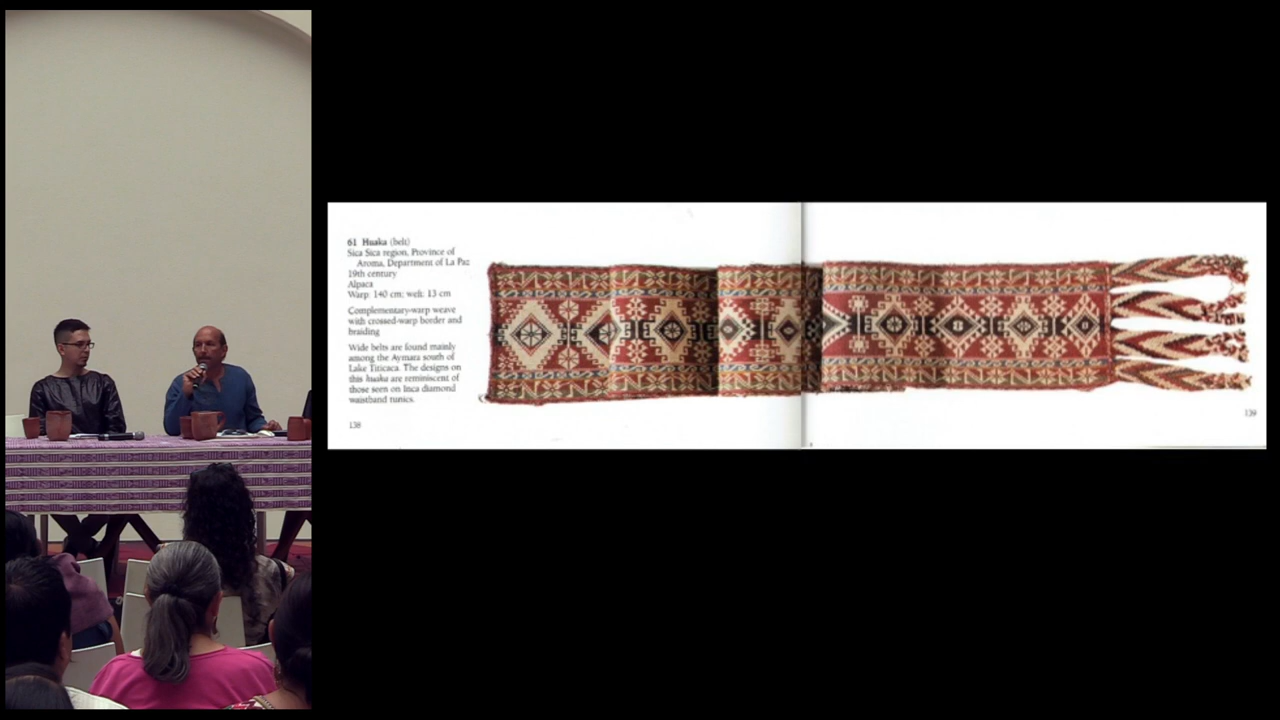 61 Huaka (belt)
Sica Sica region, Province of
Aroma, Department of La Paz
19th century
Alpaca
Warp: 140 cm; weft: 13 cm
Complementary-warp weave
with crossed-warp border and
braiding
Wide belts are found mainly
among the Aymara south of
Lake Titicaca. The designs on
this huaka are reminiscent of
those seen on Inca diamond
waistband tunics.
138
139